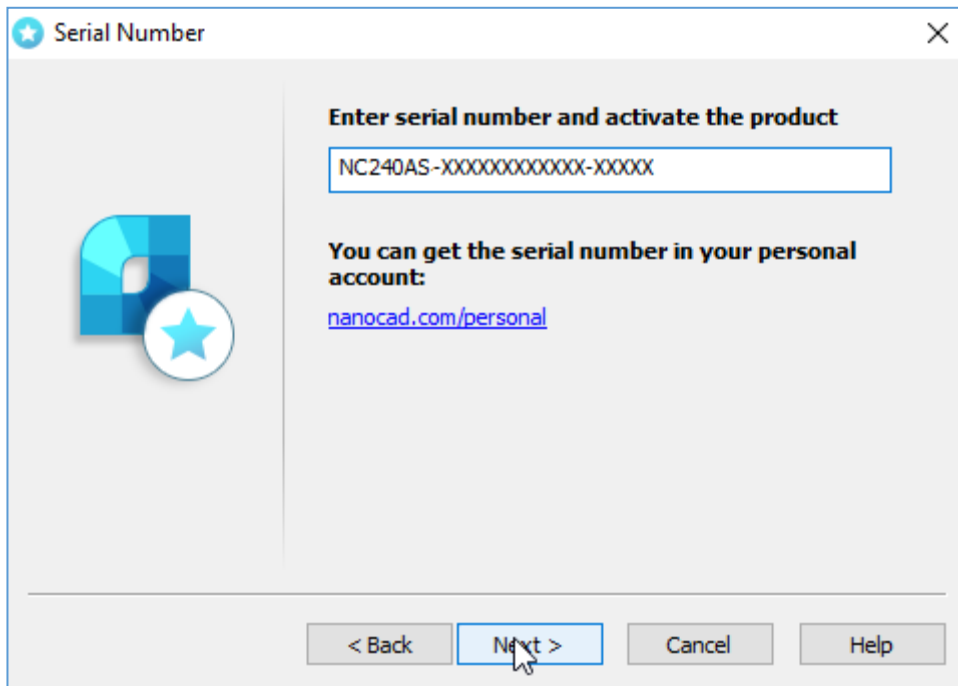 Serial Number
Enter serial number and activate the product
NC240AS-XXXXXXXXXXXX-XXXXX
You can get the serial number in your personal
account:
nanocad.com/personal
< Back
Next >
Cancel
Help